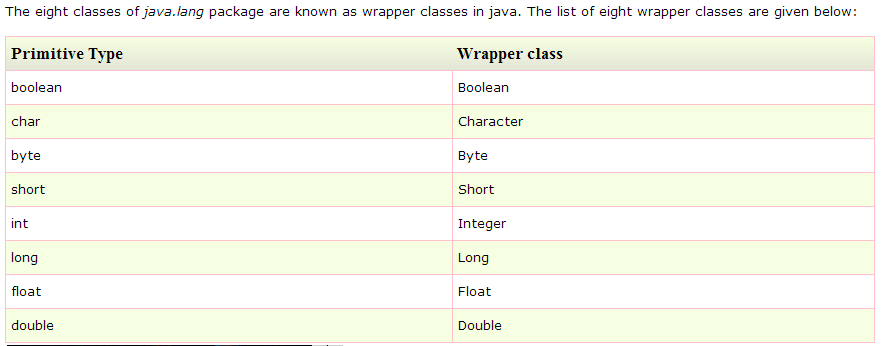 The eight classes of java.lang package are known as wrapper classes in java. The list of eight wrapper classes are given below:
Primitive Type Wrapper class
boolean Boolean
char Character
byte Byte
short Short
int Integer
long Long
float Float
double Double